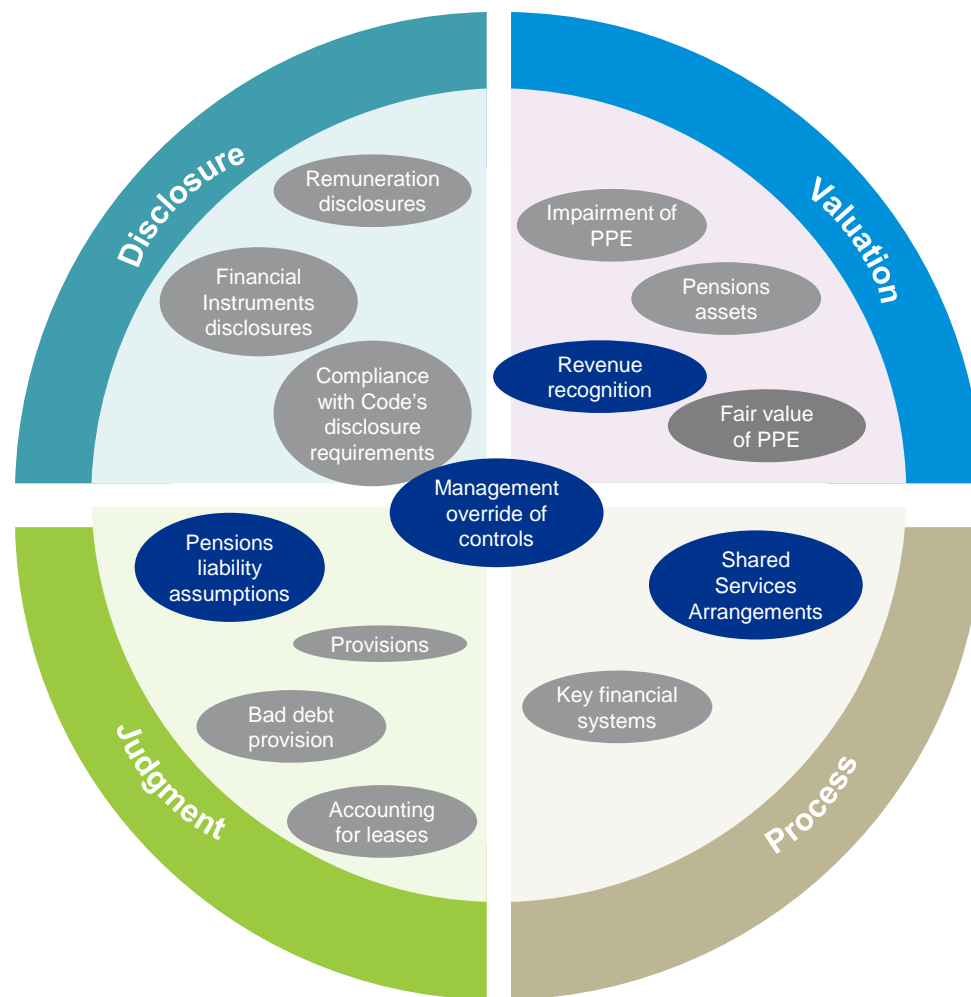 Disclosure
Remuneration
disclosures
Financial
Instruments
disclosures
Compliance
with Code’s
disclosure
requirements
Valuation
Impairment of
PPE
Pensions
assets
Revenue
recognition
Fair value
of PPE
Management
override of
controls
Judgment
Pensions
liability
assumptions
Provisions
Bad debt
provision
Accounting
for leases
Process
Shared
Services
Arrangements
Key financial
systems